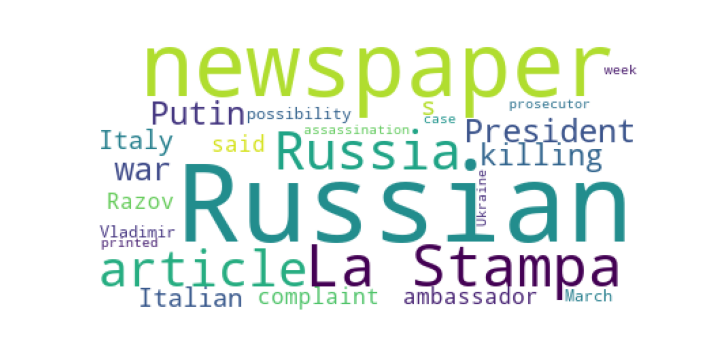 newspaper
week
Putin
possibility
s
prosecutor
case
assassination
President
Italy
said
Russia
killing
war
Russian
Ukraine
Razov
Vladimir
printed
article
La Stampa
Italian
complaint
ambassador
March